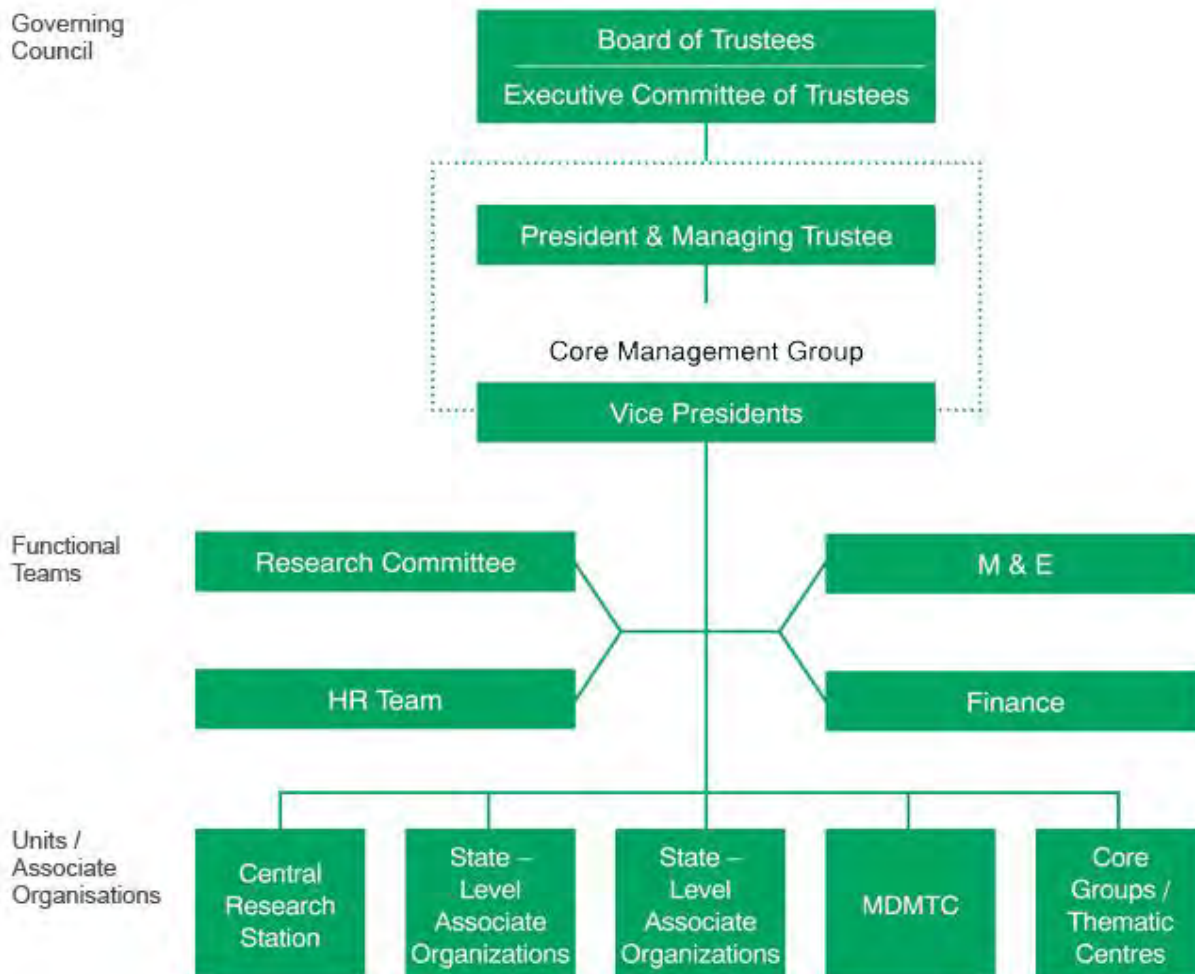 Governing
Council
Board of Trustees
Executive Committee of Trustees
President & Managing Trustee
Core Management Group
Vice Presidents
Functional
Teams
Research Committee
M & E
HR Team
Finance
Units /
Associate
Organisations
Central
Research
Station
State –
Level
Associate
Organizations
State –
Level
Associate
Organizations
MDMTC
Core
Groups /
Thematic
Centres